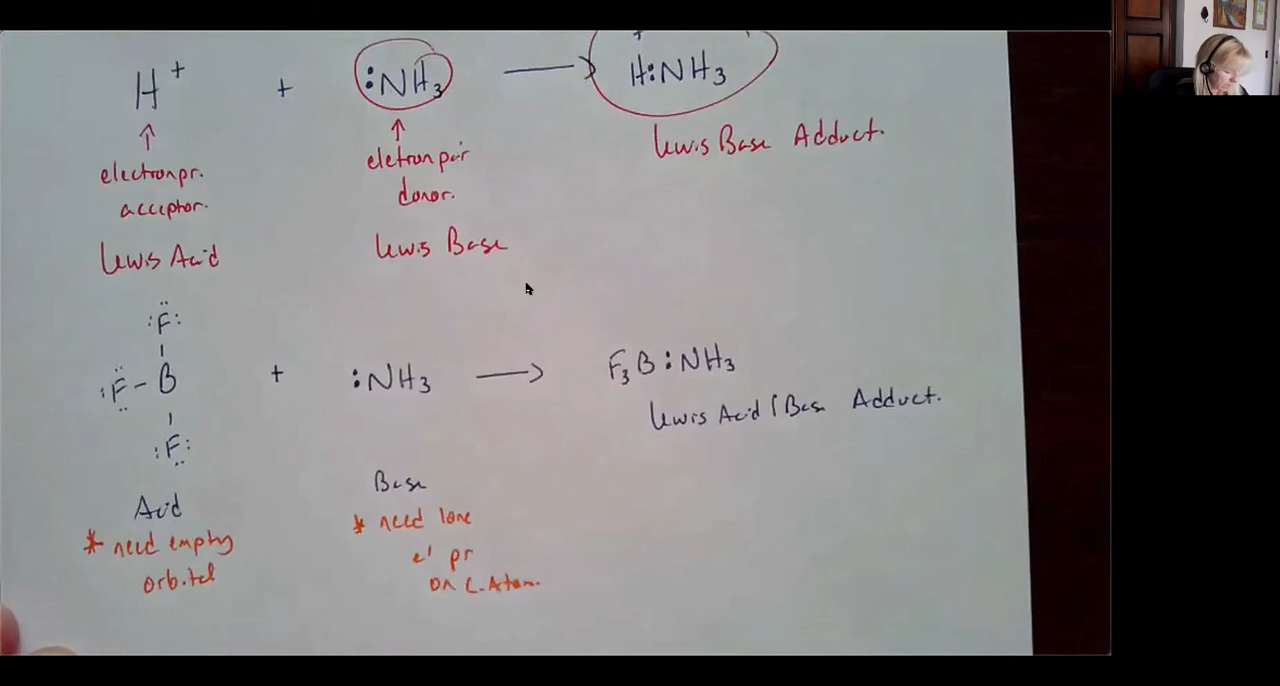 H⁺ + :NH₃ ⟶ H:NH₃
+
electron pr.
acceptor.
eletron pair
donor.
Lewis Base Adduct.
Lewis Acid
Lewis Base
:F:
:F - B + :NH₃ ⟶ F₃B:NH₃
:F:
Lewis Acid / Base Adduct.
Acid
* need empty
orbital
Base
* need lone
e' pr
on C. Atom.